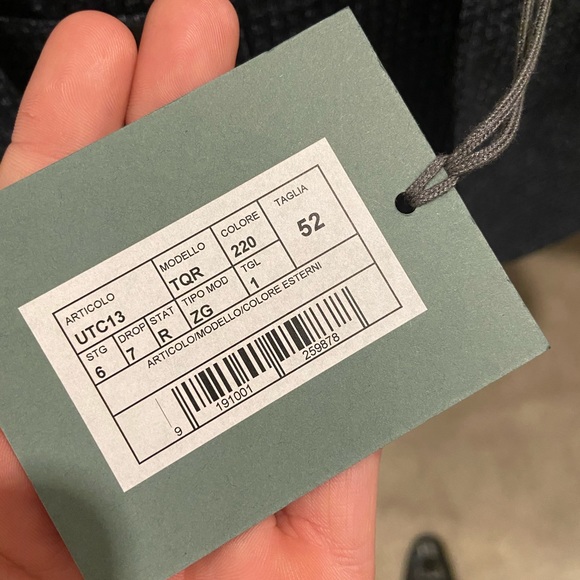 ARTICOLO MODELLO COLORE TAGLIA
UTC13 TQR 220 52
STG DROP STAT TIPO MOD TGL
6 7 R ZG 1
ARTICOLO/MODELLO/COLORE ESTERNI
9 191001 259878